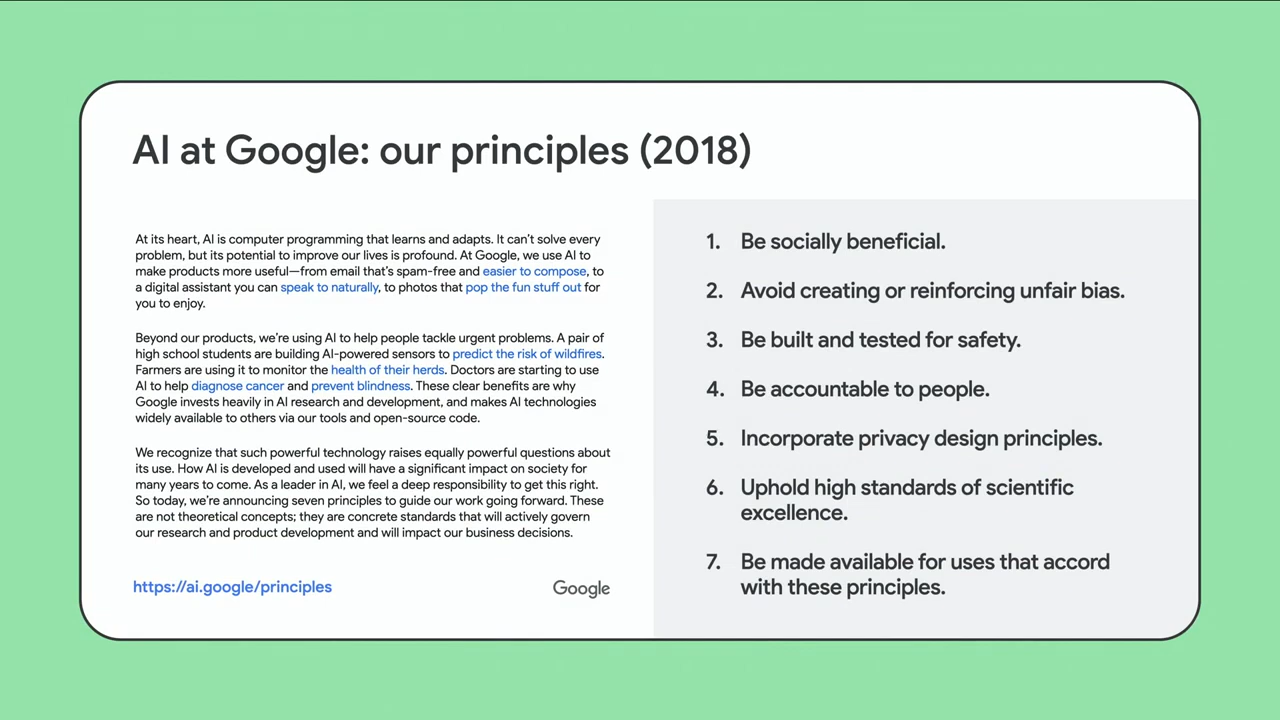 AI at Google: our principles (2018)
At its heart, AI is computer programming that learns and adapts. It can’t solve every
problem, but its potential to improve our lives is profound. At Google, we use AI to
make products more useful—from email that’s spam-free and easier to compose, to
a digital assistant you can speak to naturally, to photos that pop the fun stuff out for
you to enjoy.
Beyond our products, we’re using AI to help people tackle urgent problems. A pair of
high school students are building AI-powered sensors to predict the risk of wildfires.
Farmers are using it to monitor the health of their herds. Doctors are starting to use
AI to help diagnose cancer and prevent blindness. These clear benefits are why
Google invests heavily in AI research and development, and makes AI technologies
widely available to others via our tools and open-source code.
We recognize that such powerful technology raises equally powerful questions about
its use. How AI is developed and used will have a significant impact on society for
many years to come. As a leader in AI, we feel a deep responsibility to get this right.
So today, we’re announcing seven principles to guide our work going forward. These
are not theoretical concepts; they are concrete standards that will actively govern
our research and product development and will impact our business decisions.
https://ai.google/principles
Google
1. Be socially beneficial.
2. Avoid creating or reinforcing unfair bias.
3. Be built and tested for safety.
4. Be accountable to people.
5. Incorporate privacy design principles.
6. Uphold high standards of scientific
excellence.
7. Be made available for uses that accord
with these principles.